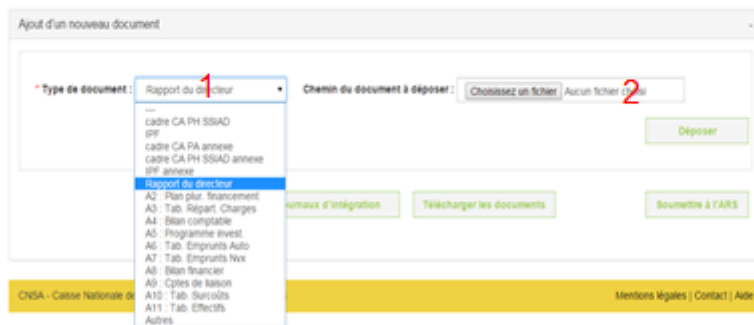 Ajout d'un nouveau document
* Type de document : Rapport du directeur 1 Chemin du document à déposer : Choisissez un fichier Aucun fichier choisi 2
---
cadre CA PH SSIAD
IPF
cadre CA PA annexe
cadre CA PH SSIAD annexe
IPF annexe
Rapport du directeur
A2 : Plan plur. financement
A3 : Tab. Répart. Charges
A4 : Bilan comptable
A5 : Programme invest.
A6 : Tab. Emprunts Auto
A7 : Tab. Emprunts Nvx
A8 : Bilan financier
A9 : Cptes de liaison
A10 : Tab. Surcoûts
A11 : Tab. Effectifs
Autres
Déposer
ournaux d'intégration Télécharger les documents Soumettre à l'ARS
CNSA - Caisse Nationale de Mentions légales | Contact | Aide